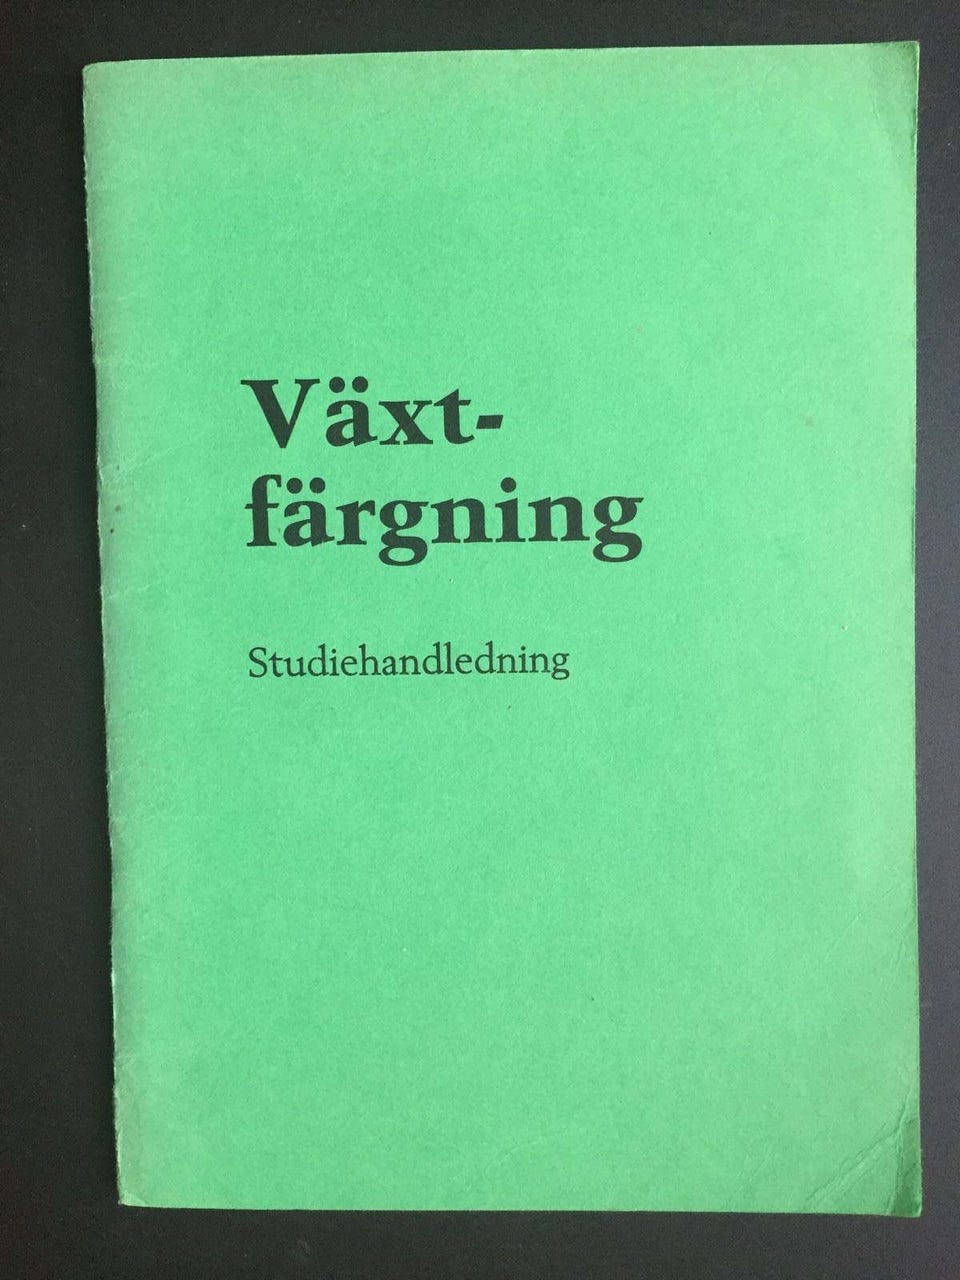 Växt-
färgning
Studiehandledning